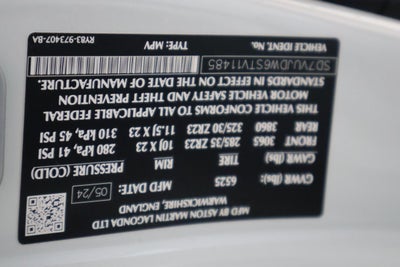 MFD BY ASTON MARTIN LAGONDA LTD
WARWICKSHIRE, ENGLAND
GVWR (lbs): 6525 MFD DATE 05/24
GAWR (lbs): TIRE RIM PRESSURE (COLD)
FRONT 3065 285/35 ZR23 10J X 23 280 kPa, 41 PSI
REAR 3860 325/30 ZR23 11.5J X 23 310 kPa, 45 PSI
THIS VEHICLE CONFORMS TO ALL APPLICABLE FEDERAL
MOTOR VEHICLE SAFETY AND THEFT PREVENTION
STANDARDS IN EFFECT ON THE DATE OF MANUFACTURE.
SD7VUJDW6STV11485
VEHICLE IDENT. NO. TYPE: MPV RY83-973407-BA